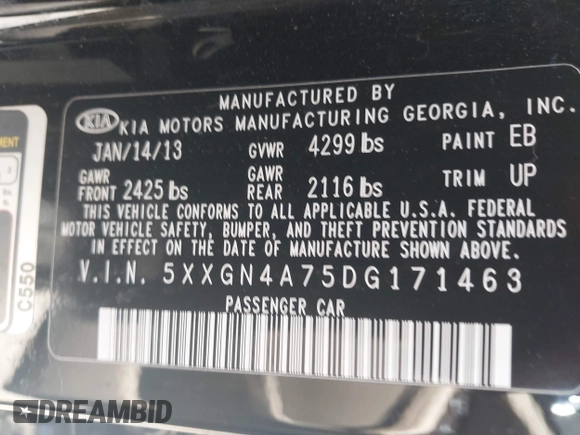 MANUFACTURED BY
KIA KIA MOTORS MANUFACTURING GEORGIA, INC.
JAN/14/13 GVWR 4299 lbs PAINT EB
GAWR FRONT 2425 lbs GAWR REAR 2116 lbs TRIM UP
THIS VEHICLE CONFORMS TO ALL APPLICABLE U.S.A. FEDERAL
MOTOR VEHICLE SAFETY, BUMPER, AND THEFT PREVENTION STANDARDS
IN EFFECT ON THE DATE OF MANUFACTURE SHOWN ABOVE.
V.I.N. 5XXGN4A75DG171463
PASSENGER CAR
C550
DREAMBID